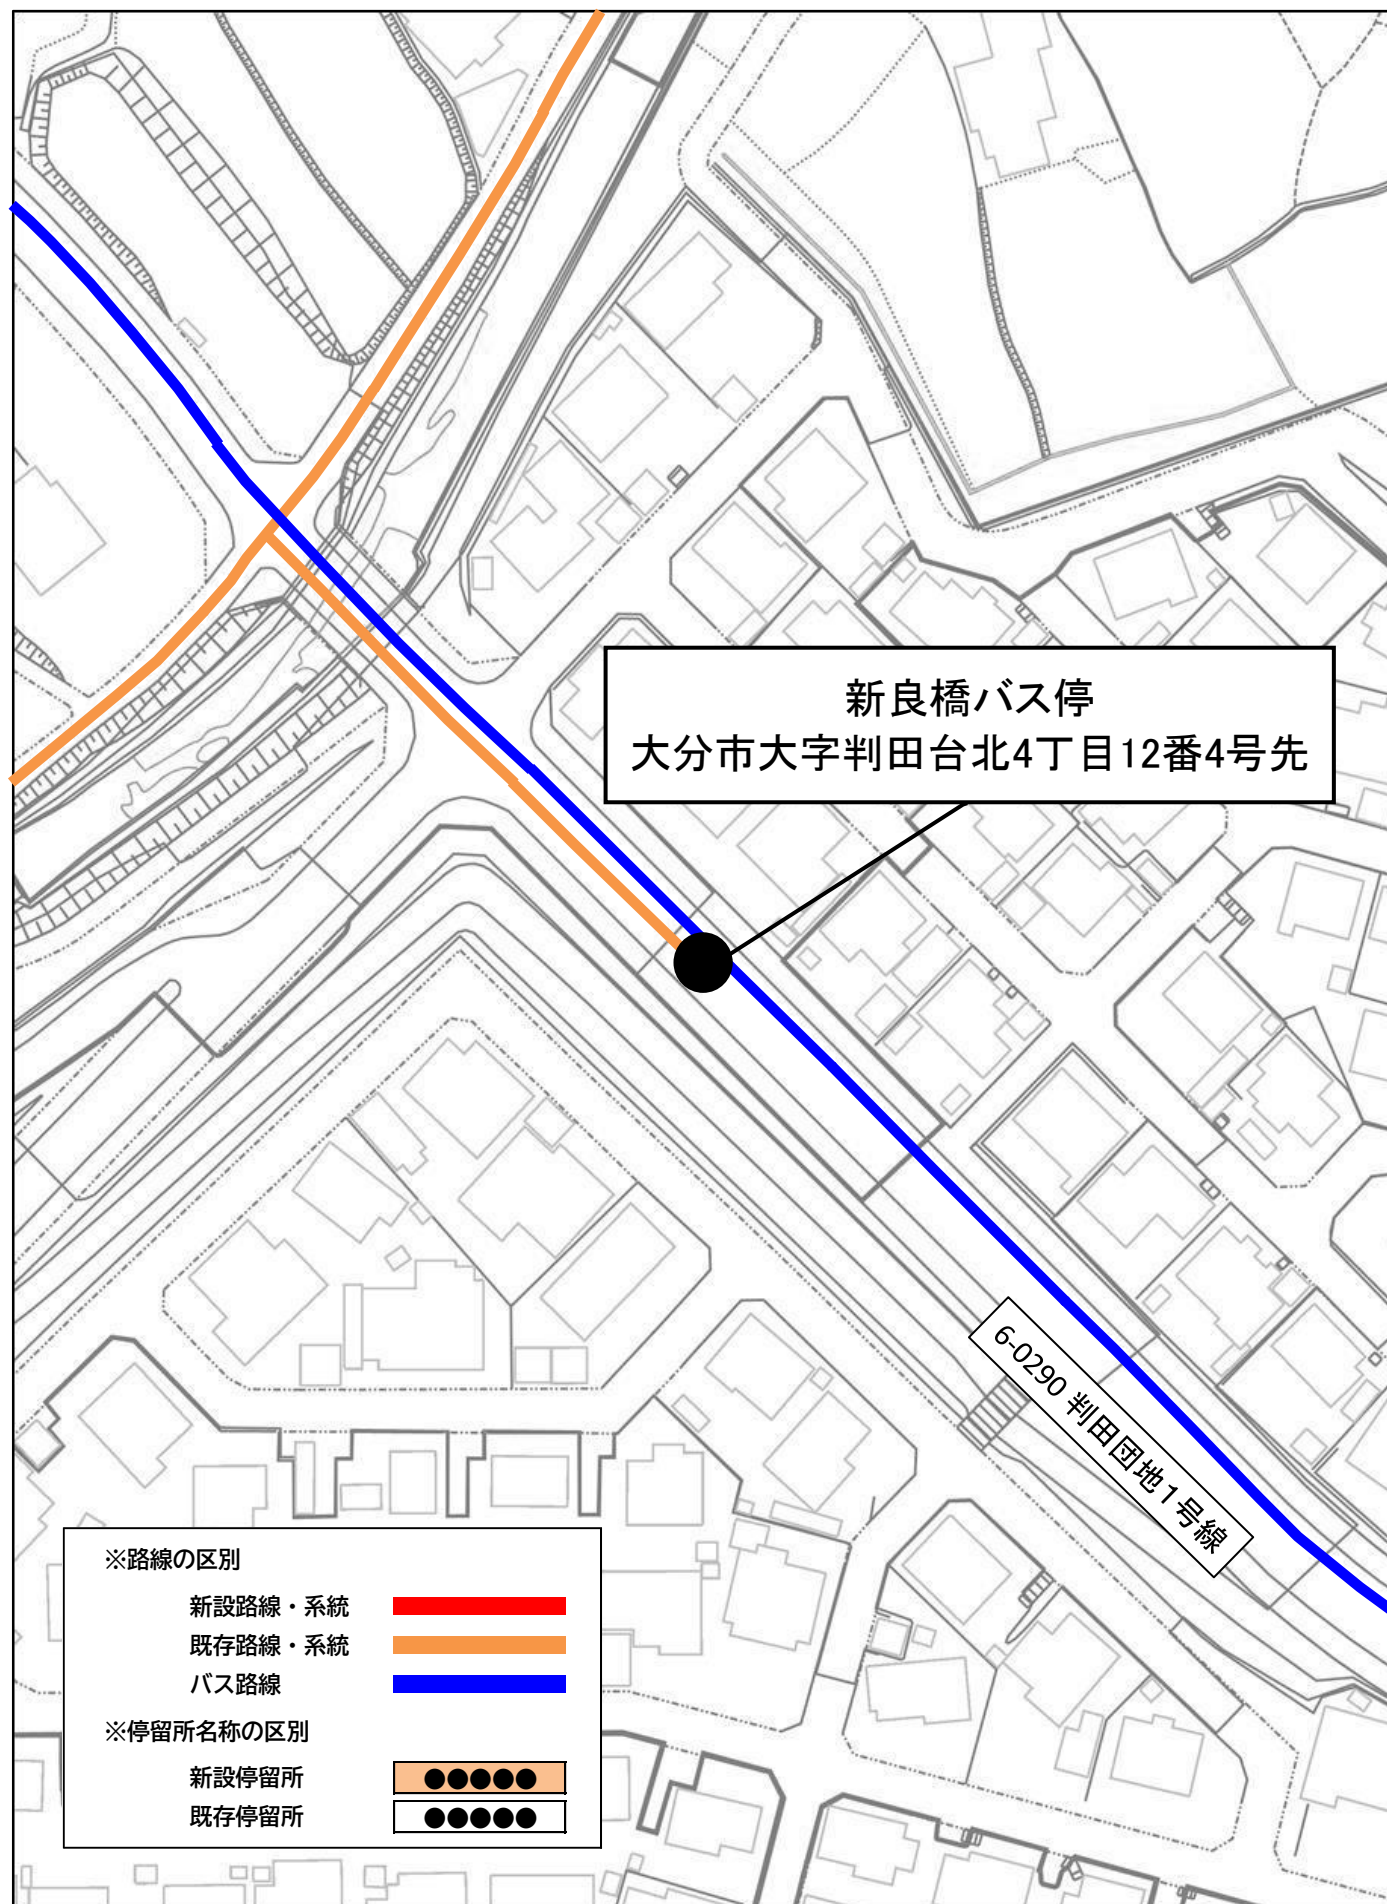 新良橋バス停
大分市大字判田台北4丁目12番4号先
6-0290 判田団地1号線
※路線の区別
新設路線・系統
既存路線・系統
バス路線
※停留所名称の区別
新設停留所 ●●●●●
既存停留所 ●●●●●